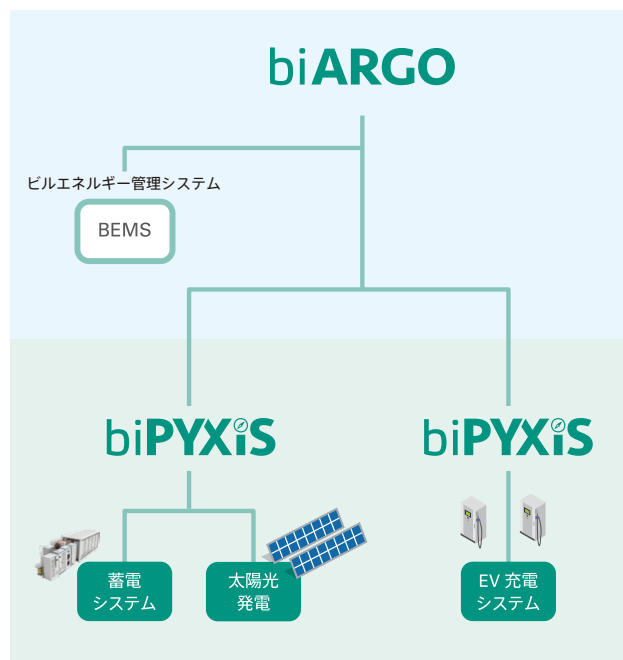 biARGO
ビルエネルギー管理システム
BEMS
biPYXiS
biPYXiS
蓄電
システム
太陽光
発電
EV 充電
システム